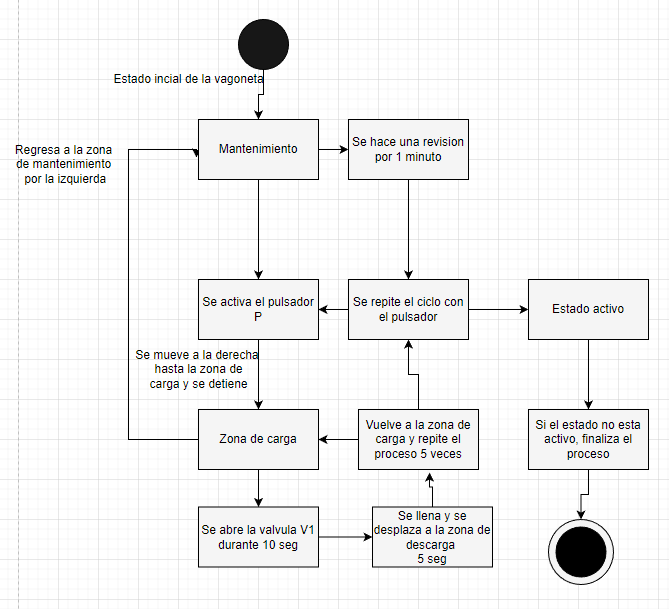 Estado incial de la vagoneta
Regresa a la zona
de mantenimiento
por la izquierda
Mantenimiento
Se hace una revision
por 1 minuto
Se activa el pulsador
P
Se repite el ciclo con
el pulsador
Estado activo
Se mueve a la derecha
hasta la zona de
carga y se detiene
Zona de carga
Vuelve a la zona de
carga y repite el
proceso 5 veces
Si el estado no esta
activo, finaliza el
proceso
Se abre la valvula V1
durante 10 seg
Se llena y se
desplaza a la zona de
descarga
5 seg